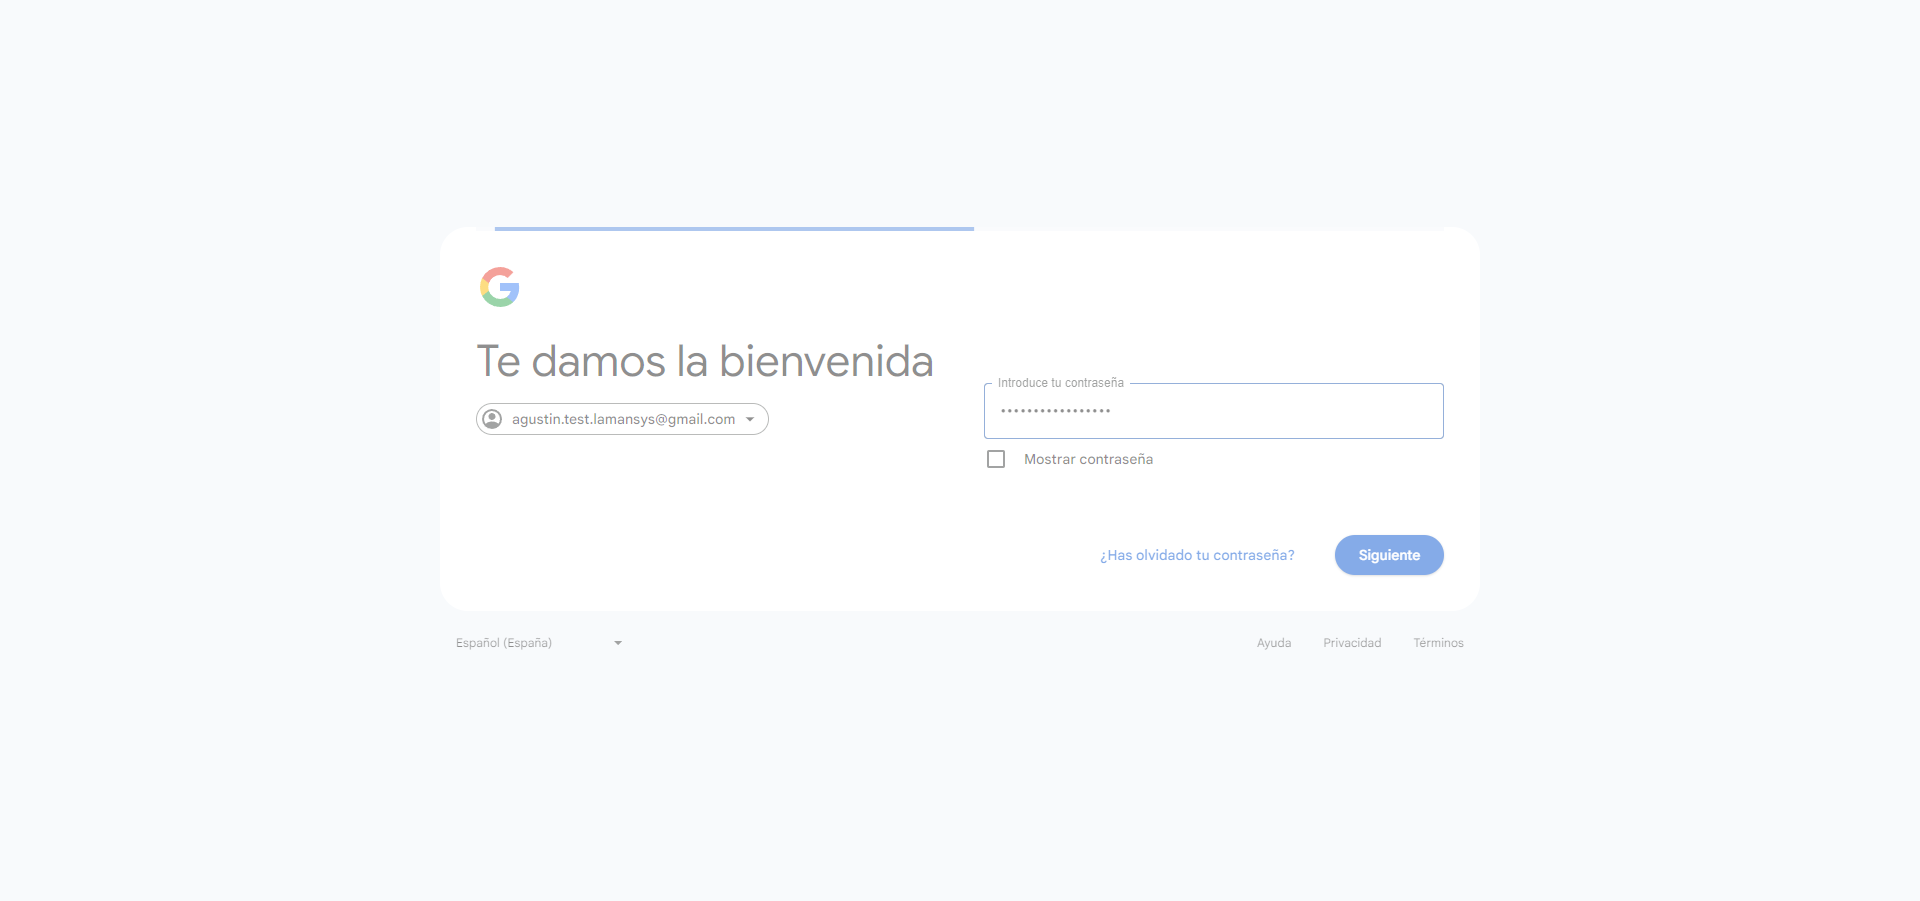 Te damos la bienvenida
agustin.test.lamansys@gmail.com
Introduce tu contraseña
•••••••••••••••••
Mostrar contraseña
¿Has olvidado tu contraseña?
Siguiente
Español (España)
Ayuda
Privacidad
Términos